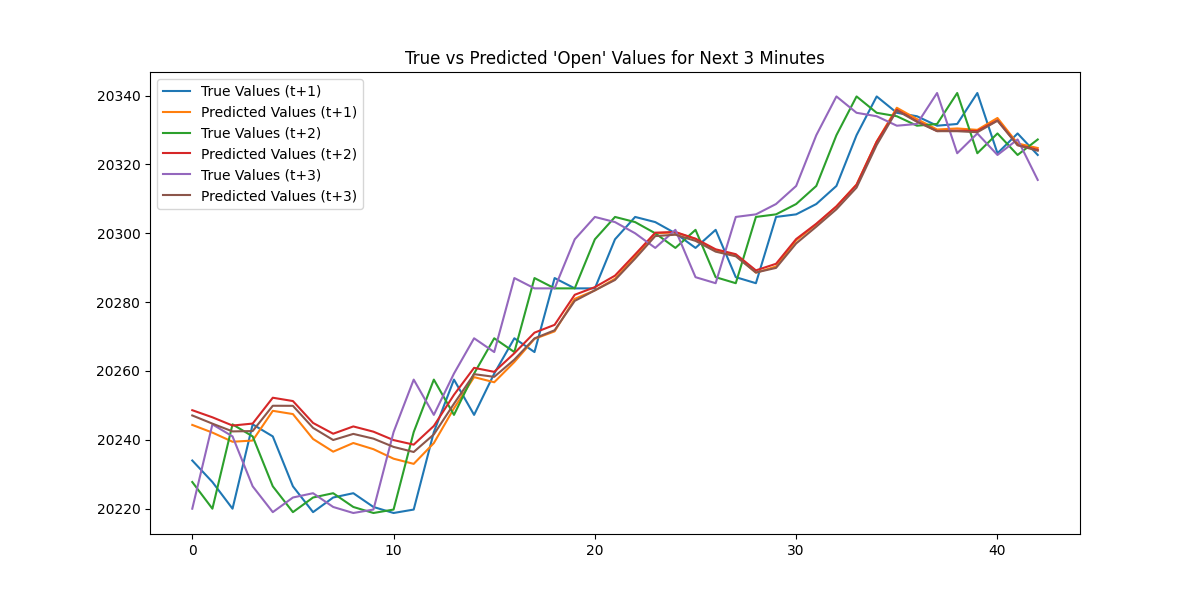 True vs Predicted 'Open' Values for Next 3 Minutes
True Values (t+1)
Predicted Values (t+1)
True Values (t+2)
Predicted Values (t+2)
True Values (t+3)
Predicted Values (t+3)
20340
20320
20300
20280
20260
20240
20220
0 10 20 30 40